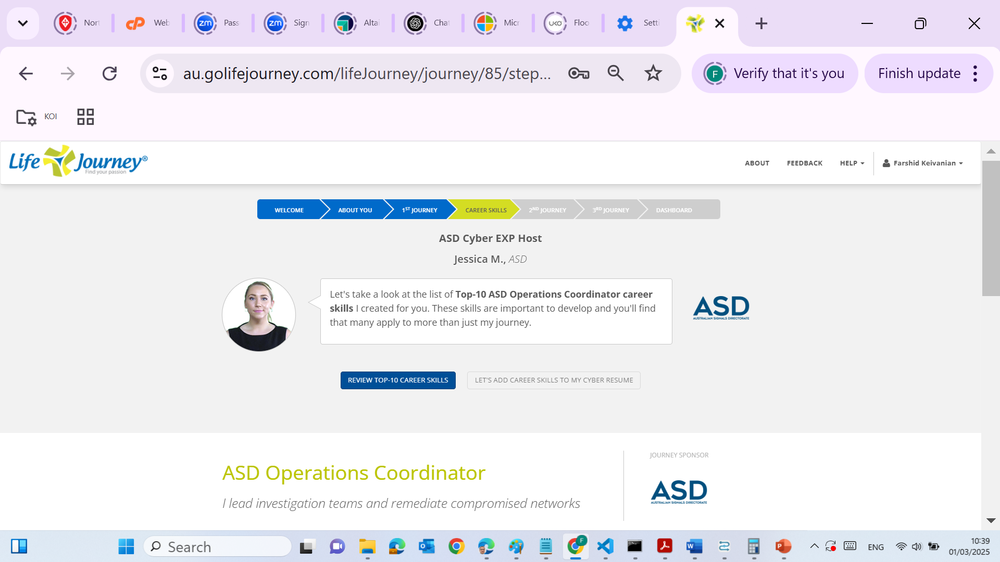 Nort
Web
Pass
Sign
Altai
Chat
Micr
Floo
Setti
au.golifejourney.com/lifeJourney/journey/85/step...
Verify that it's you
Finish update
KOI
Life Journey®
Find your passion
ABOUT
FEEDBACK
HELP
Farshid Keivanian
WELCOME
ABOUT YOU
1ST JOURNEY
CAREER SKILLS
2ND JOURNEY
3RD JOURNEY
DASHBOARD
ASD Cyber EXP Host
Jessica M., ASD
Let's take a look at the list of Top-10 ASD Operations Coordinator career
skills I created for you. These skills are important to develop and you'll find
that many apply to more than just my journey.
ASD
AUSTRALIAN SIGNALS DIRECTORATE
REVIEW TOP-10 CAREER SKILLS
LET'S ADD CAREER SKILLS TO MY CYBER RESUME
ASD Operations Coordinator
I lead investigation teams and remediate compromised networks
JOURNEY SPONSOR
ASD
AUSTRALIAN SIGNALS DIRECTORATE
Search
ENG
10:39
01/03/2025